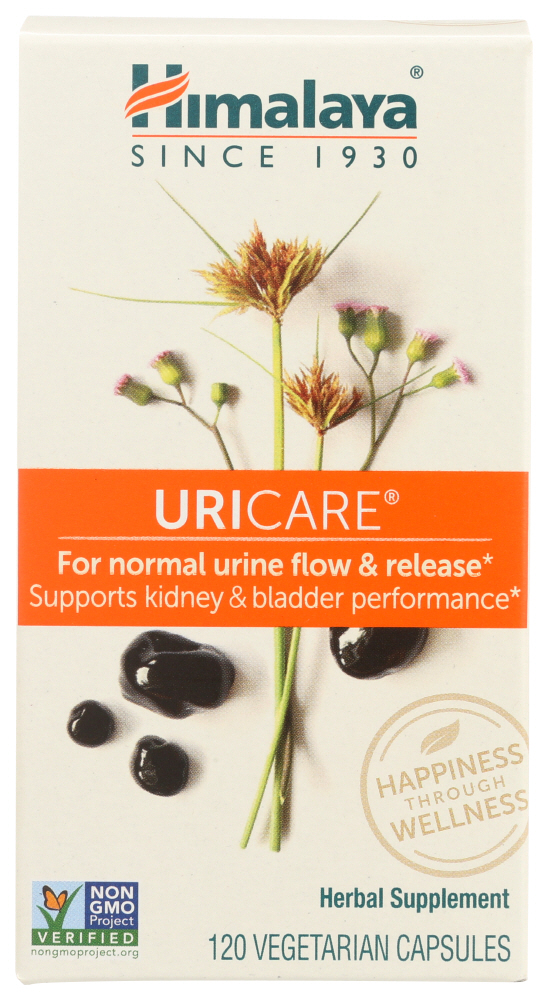 Himalaya®
SINCE 1930
URICARE®
For normal urine flow & release*
Supports kidney & bladder performance*
HAPPINESS
THROUGH
WELLNESS
NON
GMO
Project
VERIFIED
nongmoproject.org
Herbal Supplement
120 VEGETARIAN CAPSULES